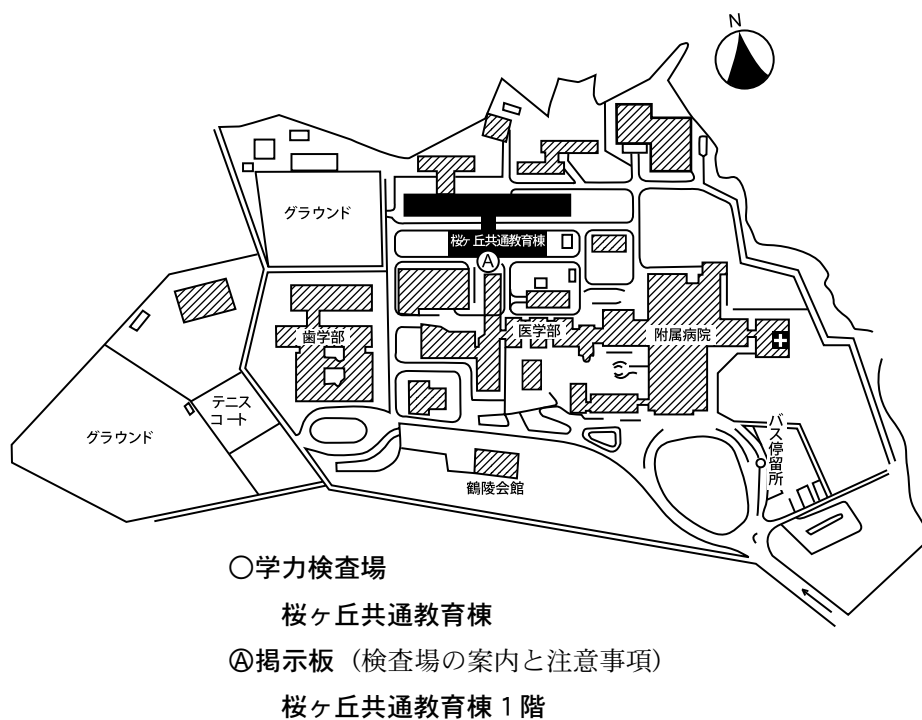 N
グラウンド
桜ヶ丘共通教育棟
A
歯学部
医学部
附属病院
テニス
コート
グラウンド
バス停留所
鶴陵会館
○学力検査場
桜ヶ丘共通教育棟
Ⓐ掲示板（検査場の案内と注意事項）
桜ヶ丘共通教育棟1階